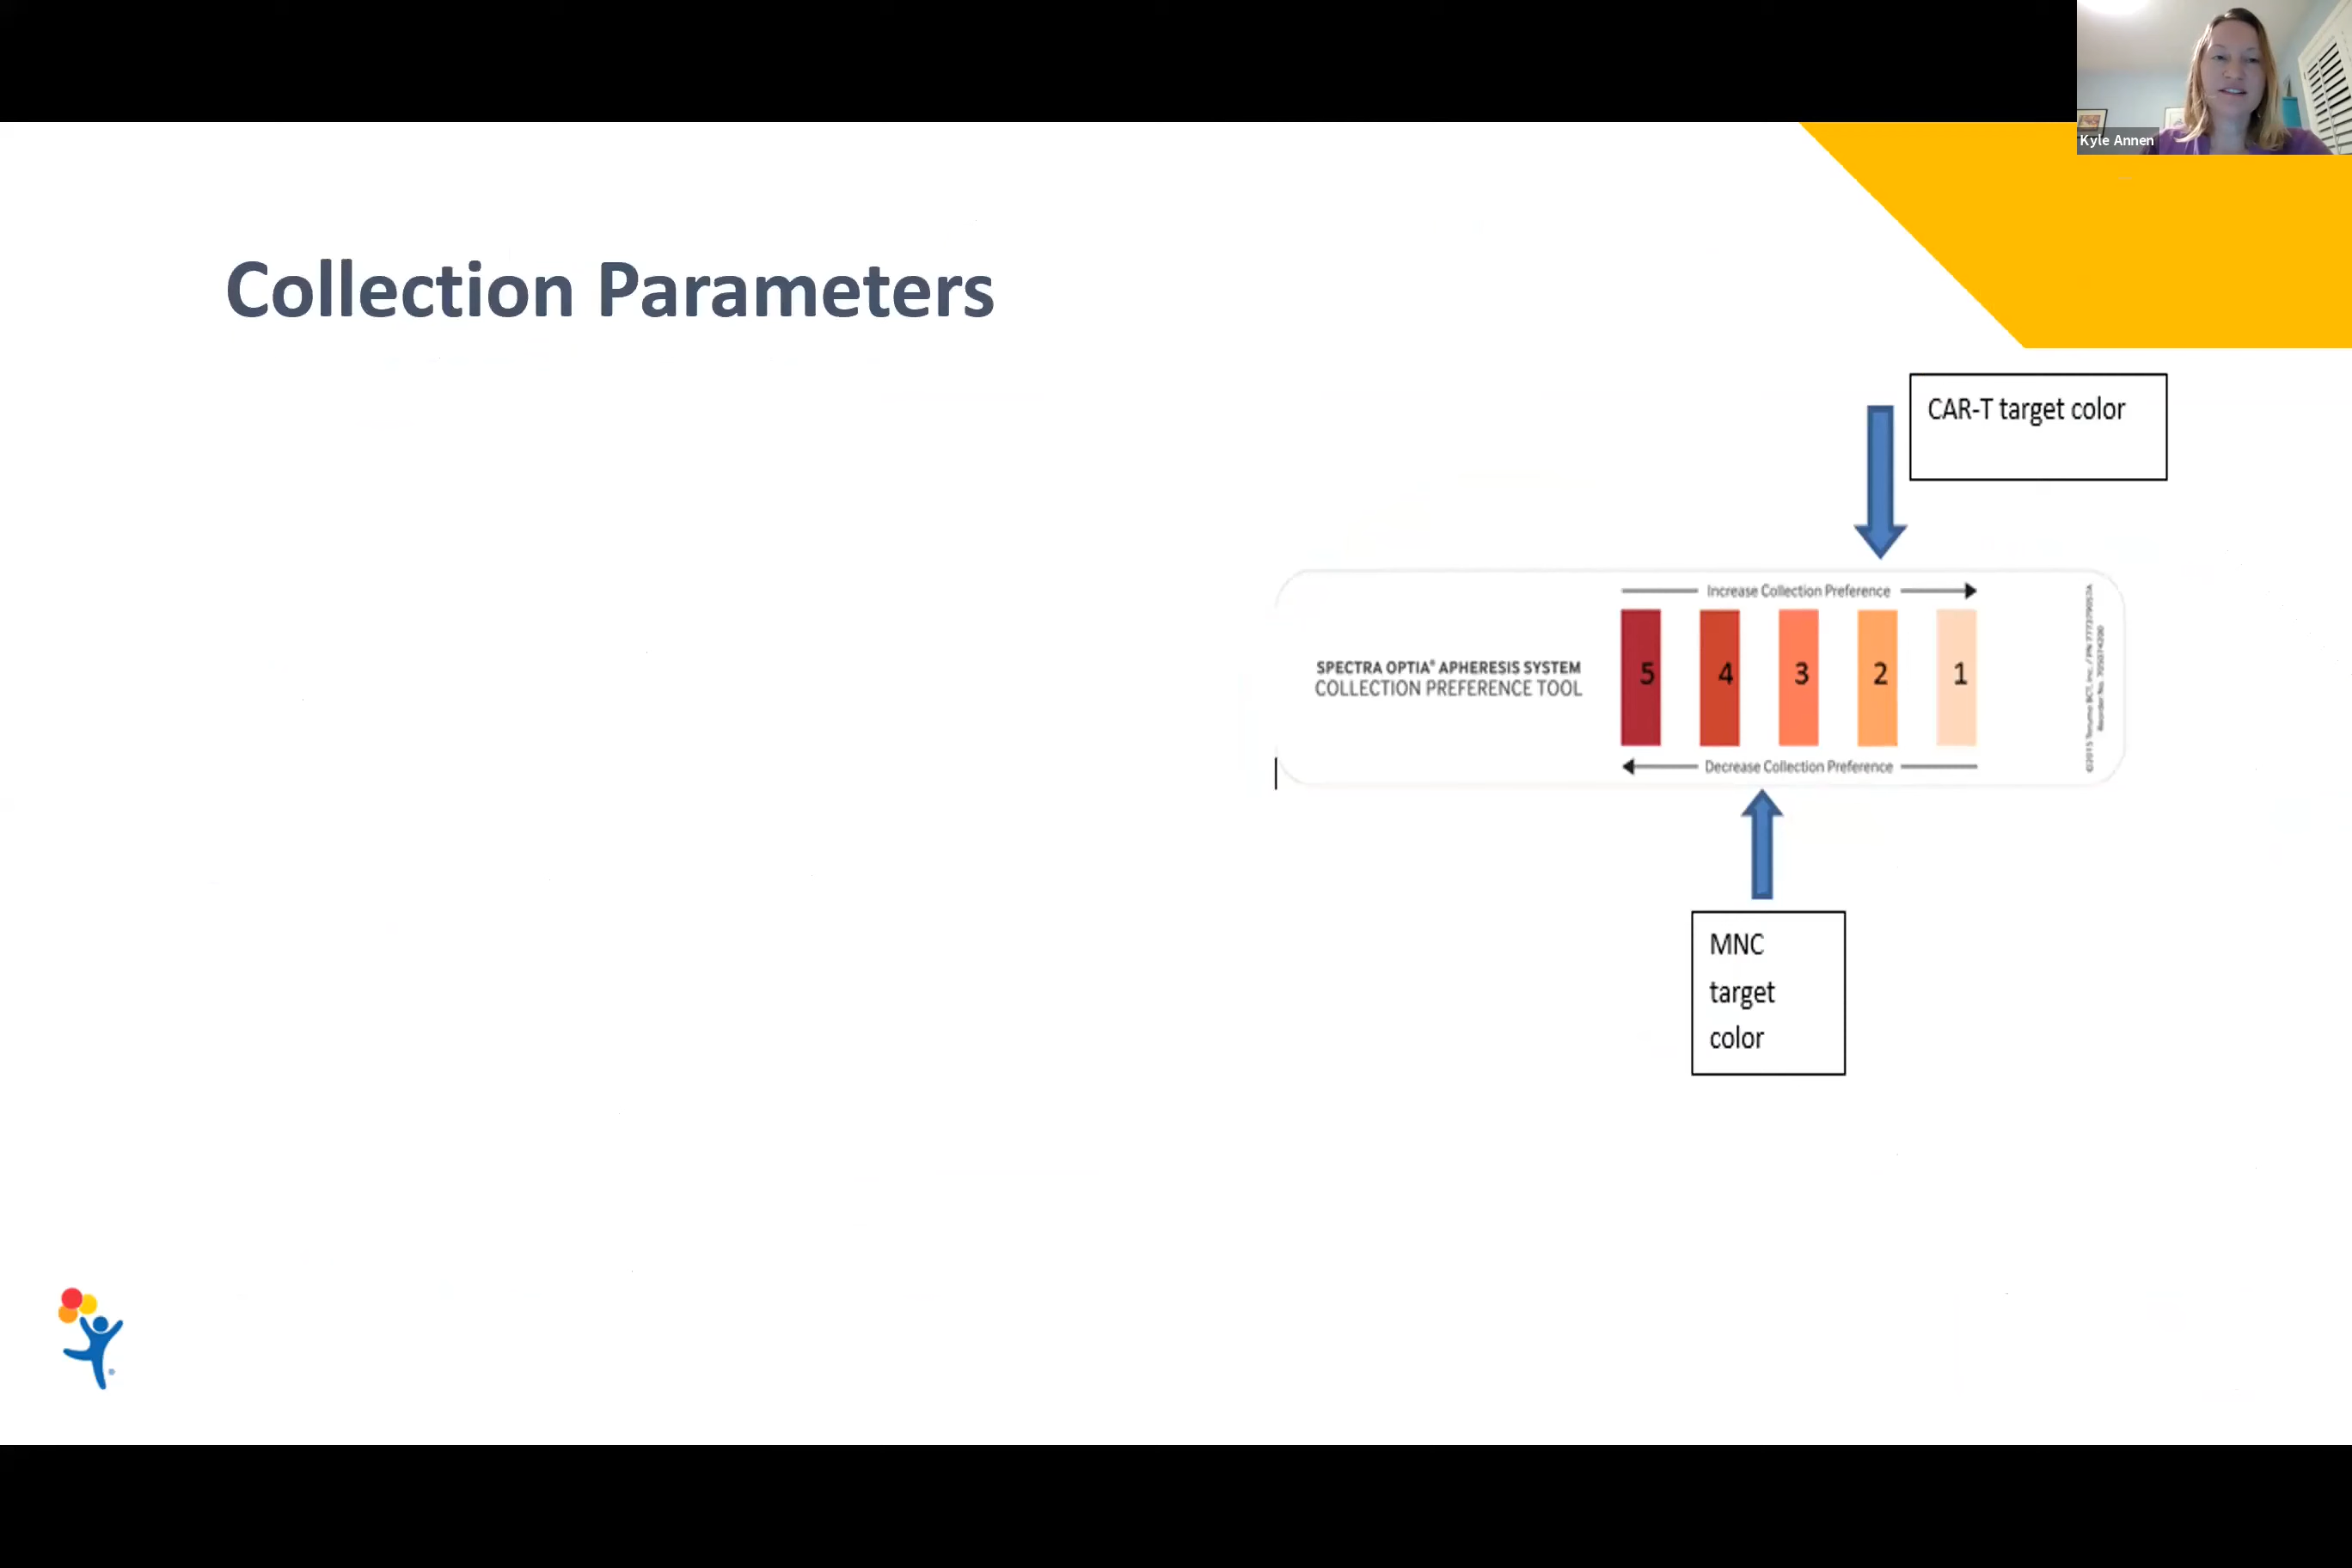 Kyle Annen
Collection Parameters
CAR-T target color
Increase Collection Preference
SPECTRA OPTIA® APHERESIS SYSTEM
COLLECTION PREFERENCE TOOL
5 4 3 2 1
Decrease Collection Preference
MNC
target
color